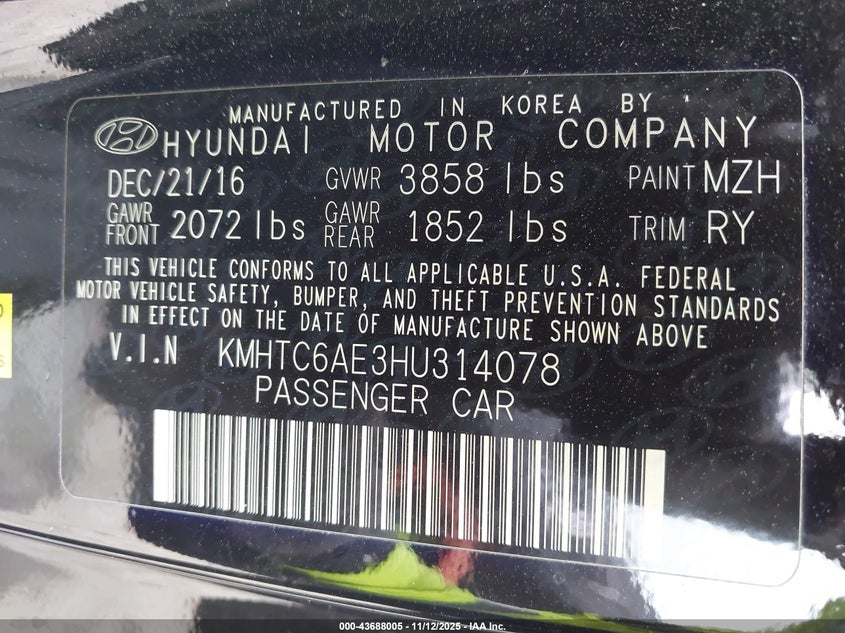 MANUFACTURED IN KOREA BY
HYUNDAI MOTOR COMPANY
DEC/21/16 GVWR 3858 lbs PAINT MZH
GAWR FRONT 2072 lbs GAWR REAR 1852 lbs TRIM RY
THIS VEHICLE CONFORMS TO ALL APPLICABLE U.S.A. FEDERAL
MOTOR VEHICLE SAFETY, BUMPER, AND THEFT PREVENTION STANDARDS
IN EFFECT ON THE DATE OF MANUFACTURE SHOWN ABOVE
V.I.N KMHTC6AE3HU314078
PASSENGER CAR
000-43688005 - 11/12/2025 - IAA Inc.